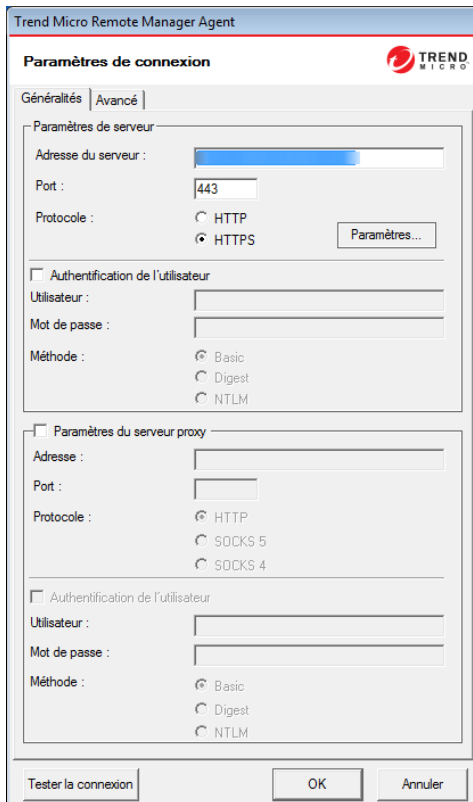 Trend Micro Remote Manager Agent
Paramètres de connexion
TREND
MICRO
Généralités
Avancé
Paramètres de serveur
Adresse du serveur :
Port :
443
Protocole :
HTTP
HTTPS
Paramètres...
Authentification de l'utilisateur
Utilisateur :
Mot de passe :
Méthode :
Basic
Digest
NTLM
Paramètres du serveur proxy
Adresse :
Port :
Protocole :
HTTP
SOCKS 5
SOCKS 4
Authentification de l'utilisateur
Utilisateur :
Mot de passe :
Méthode :
Basic
Digest
NTLM
Tester la connexion
OK
Annuler